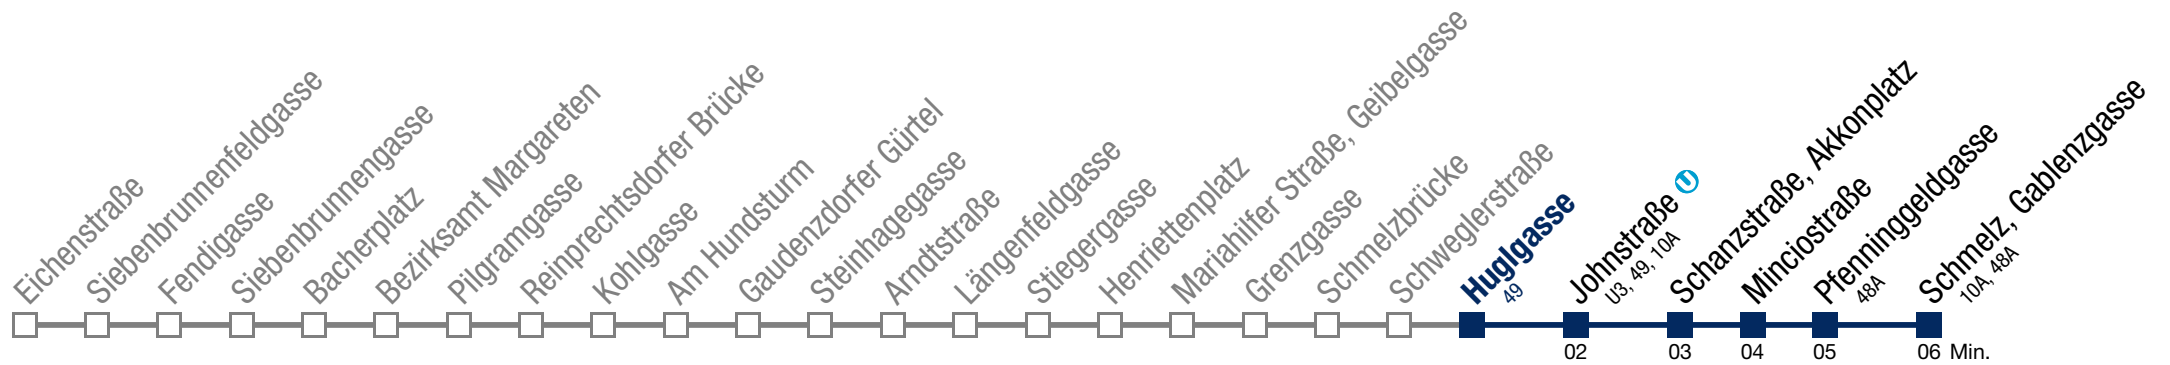 Eichenstraße
Siebenbrunnenfeldgasse
Fendigasse
Siebenbrunnengasse
Bacherplatz
Bezirksamt Margareten
Pilgramgasse
Reinprechtsdorfer Brücke
Kohlgasse
Am Hundsturm
Gaudenzdorfer Gürtel
Steinhagegasse
Arndtstraße
Längenfeldgasse
Stiegergasse
Henriettenplatz
Mariahilfer Straße, Geibelgasse
Grenzgasse
Schmelzbrücke
Schweglerstraße
Huglgasse
49
Johnstraße U
U3, 49, 10A
Schanzstraße, Akkonplatz
Minciostraße
Pfenninggeldgasse
48A
Schmelz, Gablenzgasse
10A, 48A
02 03 04 05 06 Min.